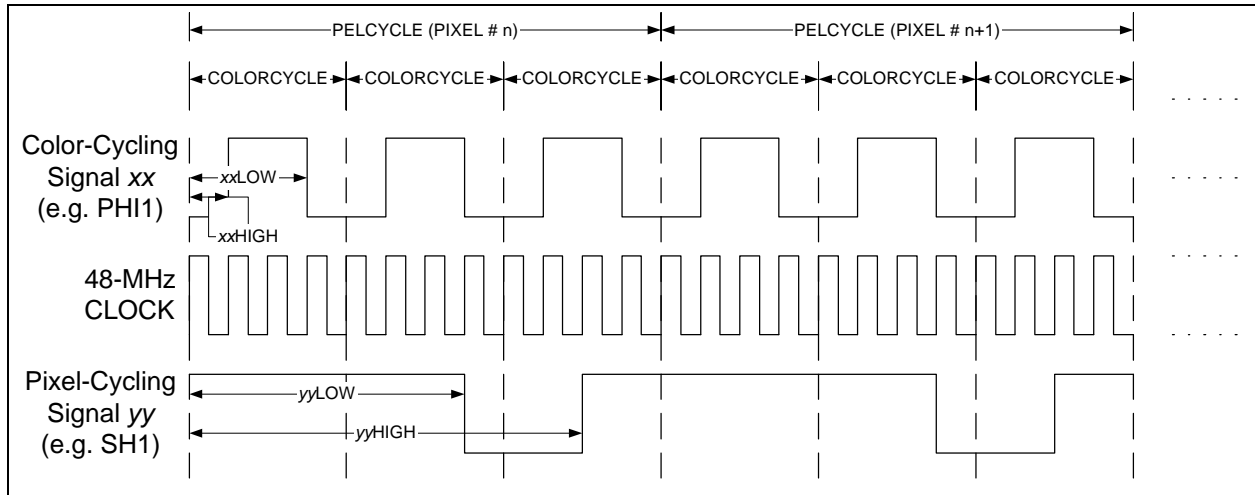 PELCYCLE (PIXEL # n)
PELCYCLE (PIXEL # n+1)
COLORCYCLE
COLORCYCLE
COLORCYCLE
COLORCYCLE
COLORCYCLE
COLORCYCLE
Color-Cycling
Signal xx
(e.g. PHI1)
xxLOW
xxHIGH
48-MHz
CLOCK
Pixel-Cycling
Signal yy
(e.g. SH1)
yyLOW
yyHIGH